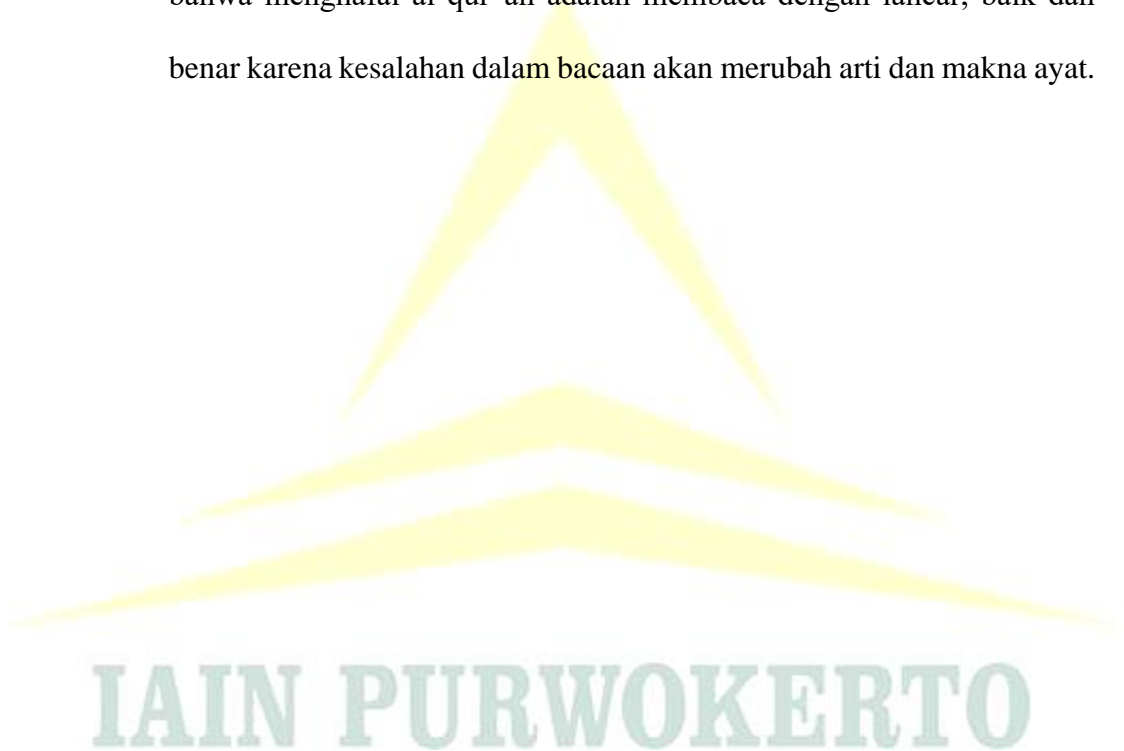 bahwa menghafal al-qur'an adalah membaca dengan lancar, baik dan
benar karena kesalahan dalam bacaan akan merubah arti dan makna ayat.
IAIN PURWOKERTO